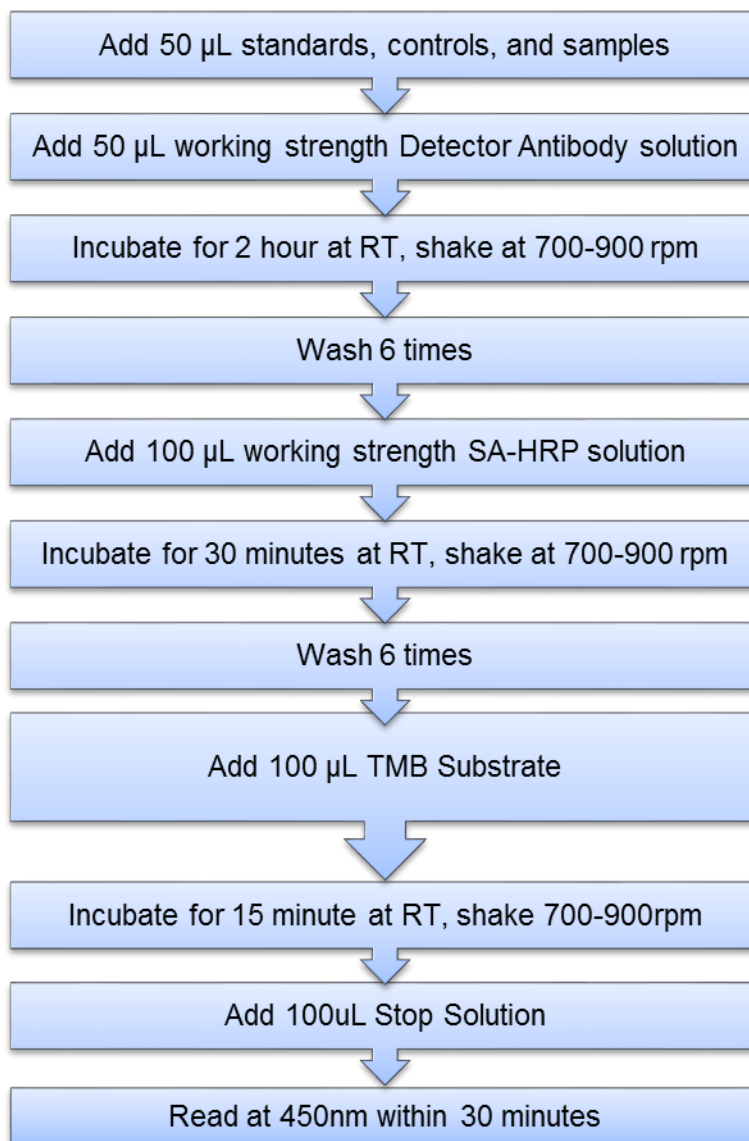 Add 50 µL standards, controls, and samples
Add 50 µL working strength Detector Antibody solution
Incubate for 2 hour at RT, shake at 700-900 rpm
Wash 6 times
Add 100 µL working strength SA-HRP solution
Incubate for 30 minutes at RT, shake at 700-900 rpm
Wash 6 times
Add 100 µL TMB Substrate
Incubate for 15 minute at RT, shake 700-900rpm
Add 100uL Stop Solution
Read at 450nm within 30 minutes